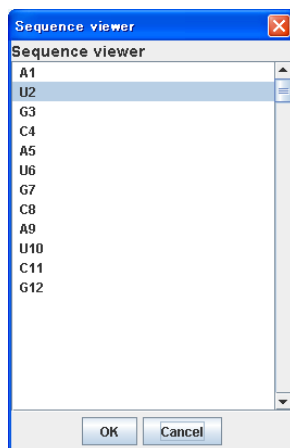 Sequence viewer
Sequence viewer
A1
U2
G3
C4
A5
U6
G7
C8
A9
U10
C11
G12
OK Cancel